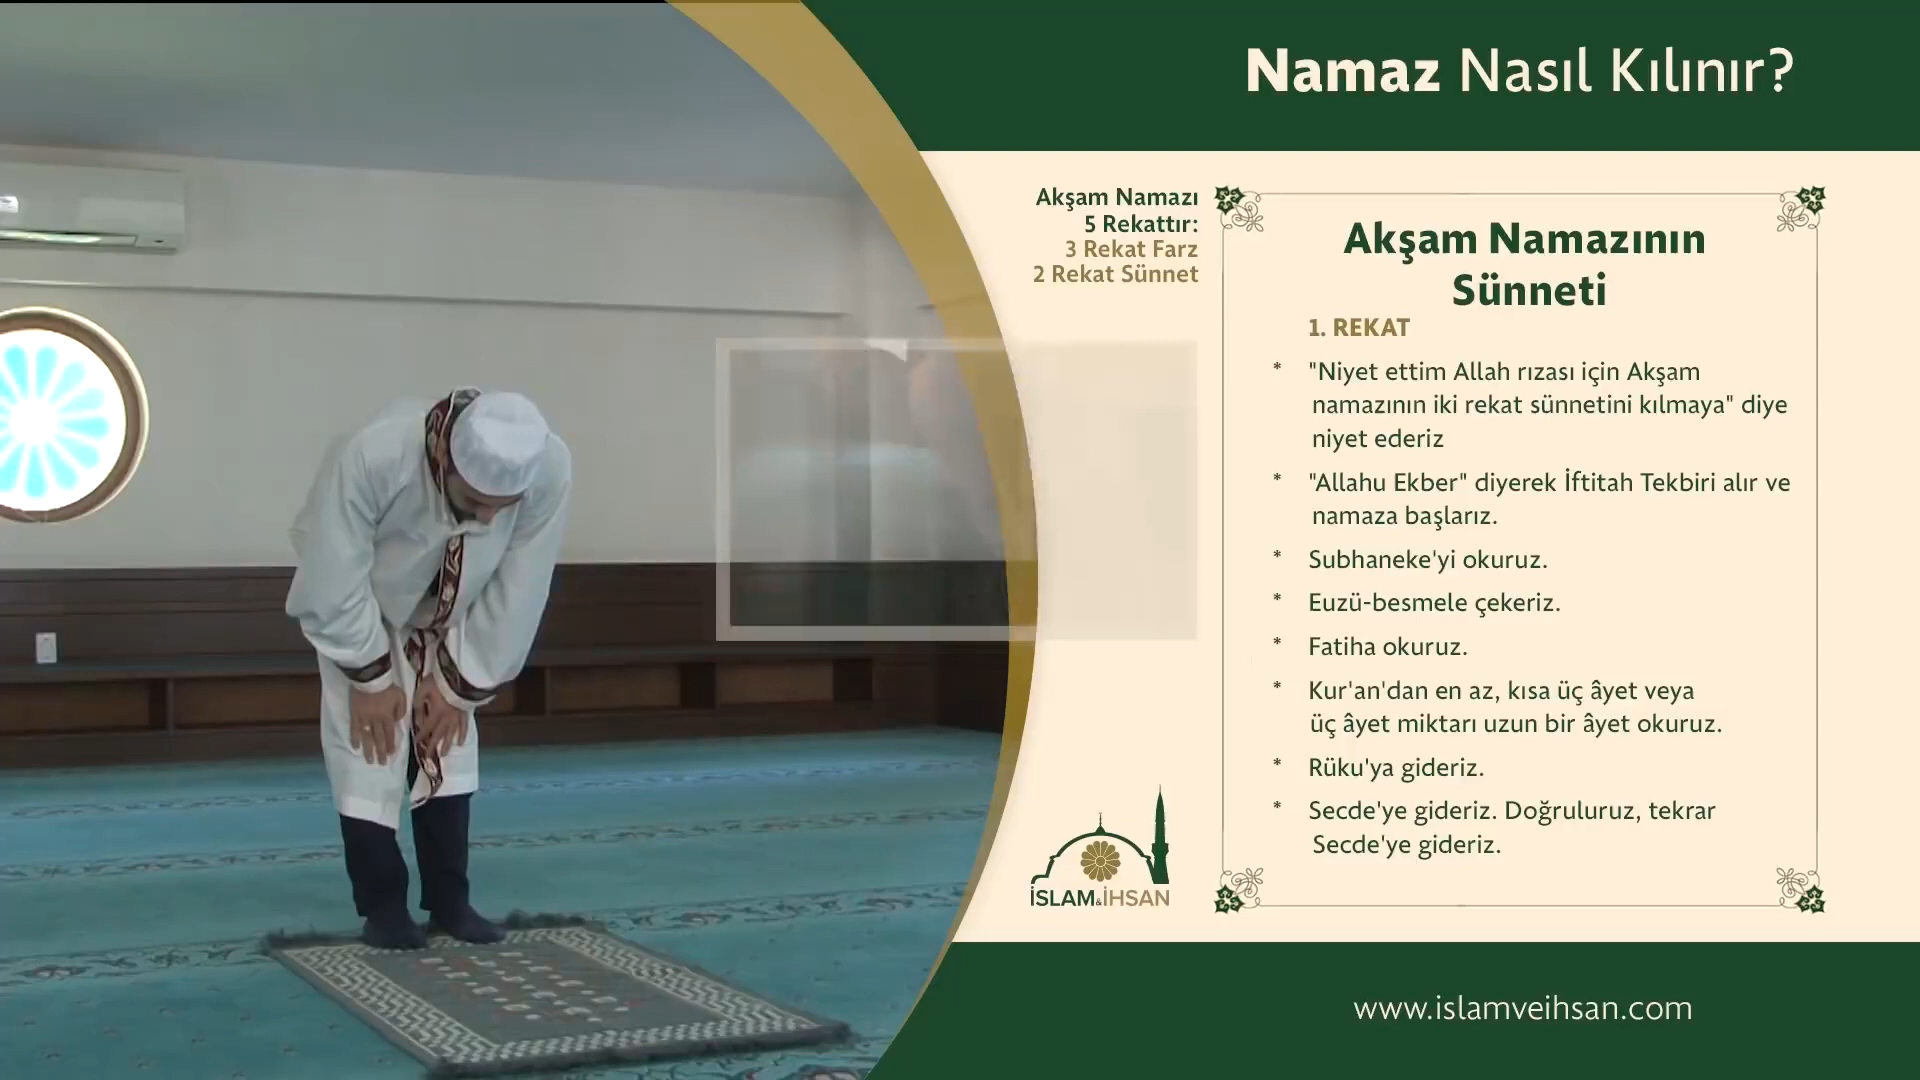 Namaz Nasıl Kılınır?
Akşam Namazı
5 Rekattır:
3 Rekat Farz
2 Rekat Sünnet
Akşam Namazının
Sünneti
1. REKAT
* "Niyet ettim Allah rızası için Akşam
namazının iki rekat sünnetini kılmaya" diye
niyet ederiz
* "Allahu Ekber" diyerek İftitah Tekbiri alır ve
namaza başlarız.
* Subhaneke'yi okuruz.
* Euzü-besmele çekeriz.
* Fatiha okuruz.
* Kur'an'dan en az, kısa üç âyet veya
üç âyet miktarı uzun bir âyet okuruz.
* Rüku'ya gideriz.
* Secde'ye gideriz. Doğruluruz, tekrar
Secde'ye gideriz.
İSLAM&İHSAN
www.islamveihsan.com